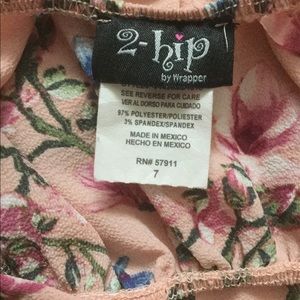 2-hip
by Wrapper
SEE REVERSE FOR CARE
VER AL DORSO PARA CUIDADO
97% POLYESTER/POLIESTER
3% SPANDEX/SPANDEX
MADE IN MEXICO
HECHO EN MEXICO
RN# 57911
7